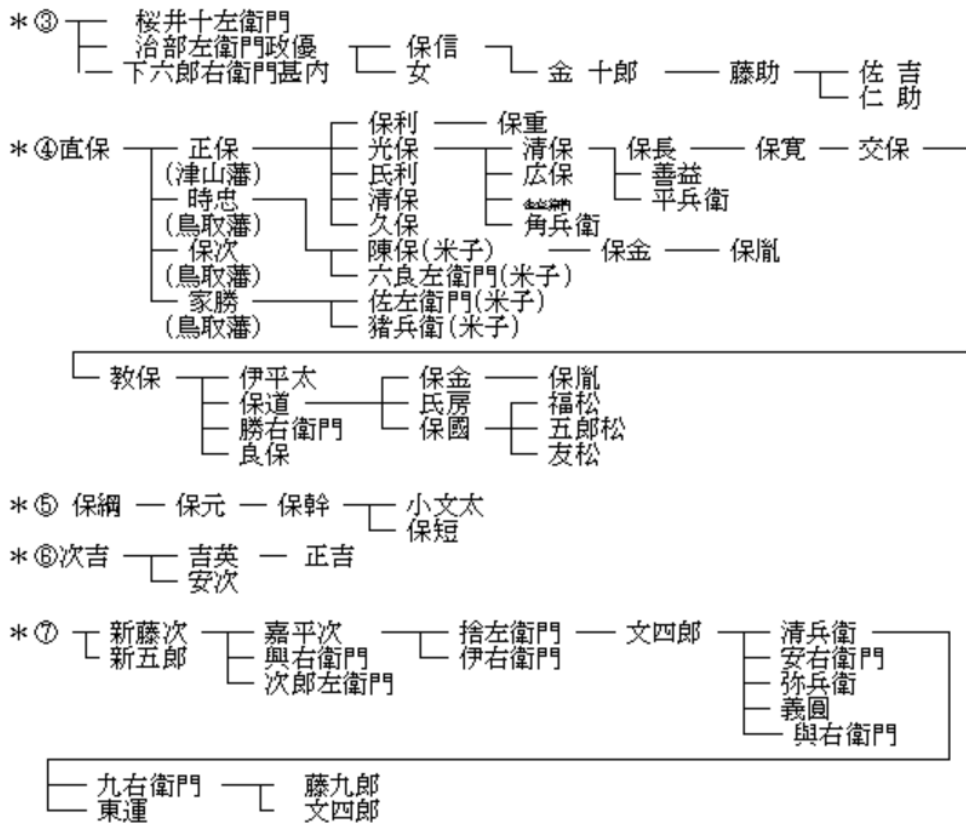 ＊③ 桜井十左衛門
治部左衛門政優 保信
下六郎右衛門甚内 女 金 十郎 藤助 佐 吉
仁 助
保利 保重
＊④直保 正保 光保 清保 保長 保寛 交保
(津山藩) 氏利 広保 善益
時忠 清保 平兵衛
(鳥取藩) 久保 角兵衛
保次 陳保(米子) 保金 保胤
(鳥取藩) 六良左衛門(米子)
家勝 佐左衛門(米子)
(鳥取藩) 猪兵衛(米子)
教保 伊平太 保金 保胤
保道 氏房 福松
勝右衛門 保國 五郎松
良保 友松
＊⑤ 保綱 保元 保幹 小文太
保短
＊⑥次吉 吉英 正吉
安次
＊⑦ 新藤次 嘉平次 捨左衛門 文四郎 清兵衛
新五郎 興右衛門 伊右衛門 安右衛門
次郎左衛門 弥兵衛
義圓
與右衛門
九右衛門 藤九郎
東運 文四郎